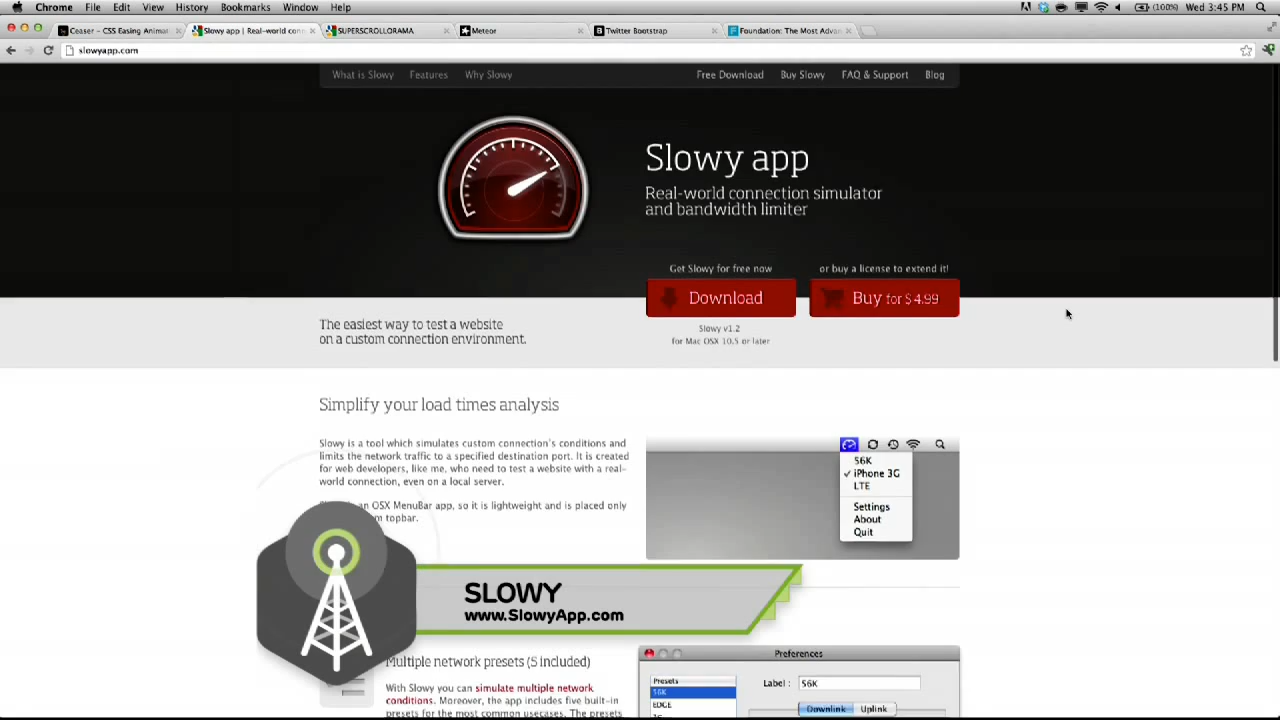 Chrome File Edit View History Bookmarks Window Help (100%) Wed 3:45 PM
Ceaser - CSS Easing Animat Slowy app | Real-world conn SUPERSCROLLORAMA Meteor Twitter Bootstrap Foundation: The Most Advan
slowyapp.com
What is Slowy Features Why Slowy Free Download Buy Slowy FAQ & Support Blog
Slowy app
Real-world connection simulator
and bandwidth limiter
Get Slowy for free now or buy a license to extend it!
Download Buy for $ 4.99
The easiest way to test a website
on a custom connection environment.
Slowy v1.2
for Mac OSX 10.5 or later
Simplify your load times analysis
Slowy is a tool which simulates custom connection's conditions and
limits the network traffic to a specified destination port. It is created
for web developers, like me, who need to test a website with a real-
world connection, even on a local server.
an OSX MenuBar app, so it is lightweight and is placed only
topbar.
56K
iPhone 3G
LTE
Settings
About
Quit
SLOWY
www.SlowyApp.com
Multiple network presets (5 included)
With Slowy you can simulate multiple network
conditions. Moreover, the app includes five built-in
presets for the most common usecases. The presets
Preferences
Presets
56K
EDGE
Label : 56K
Downlink Uplink